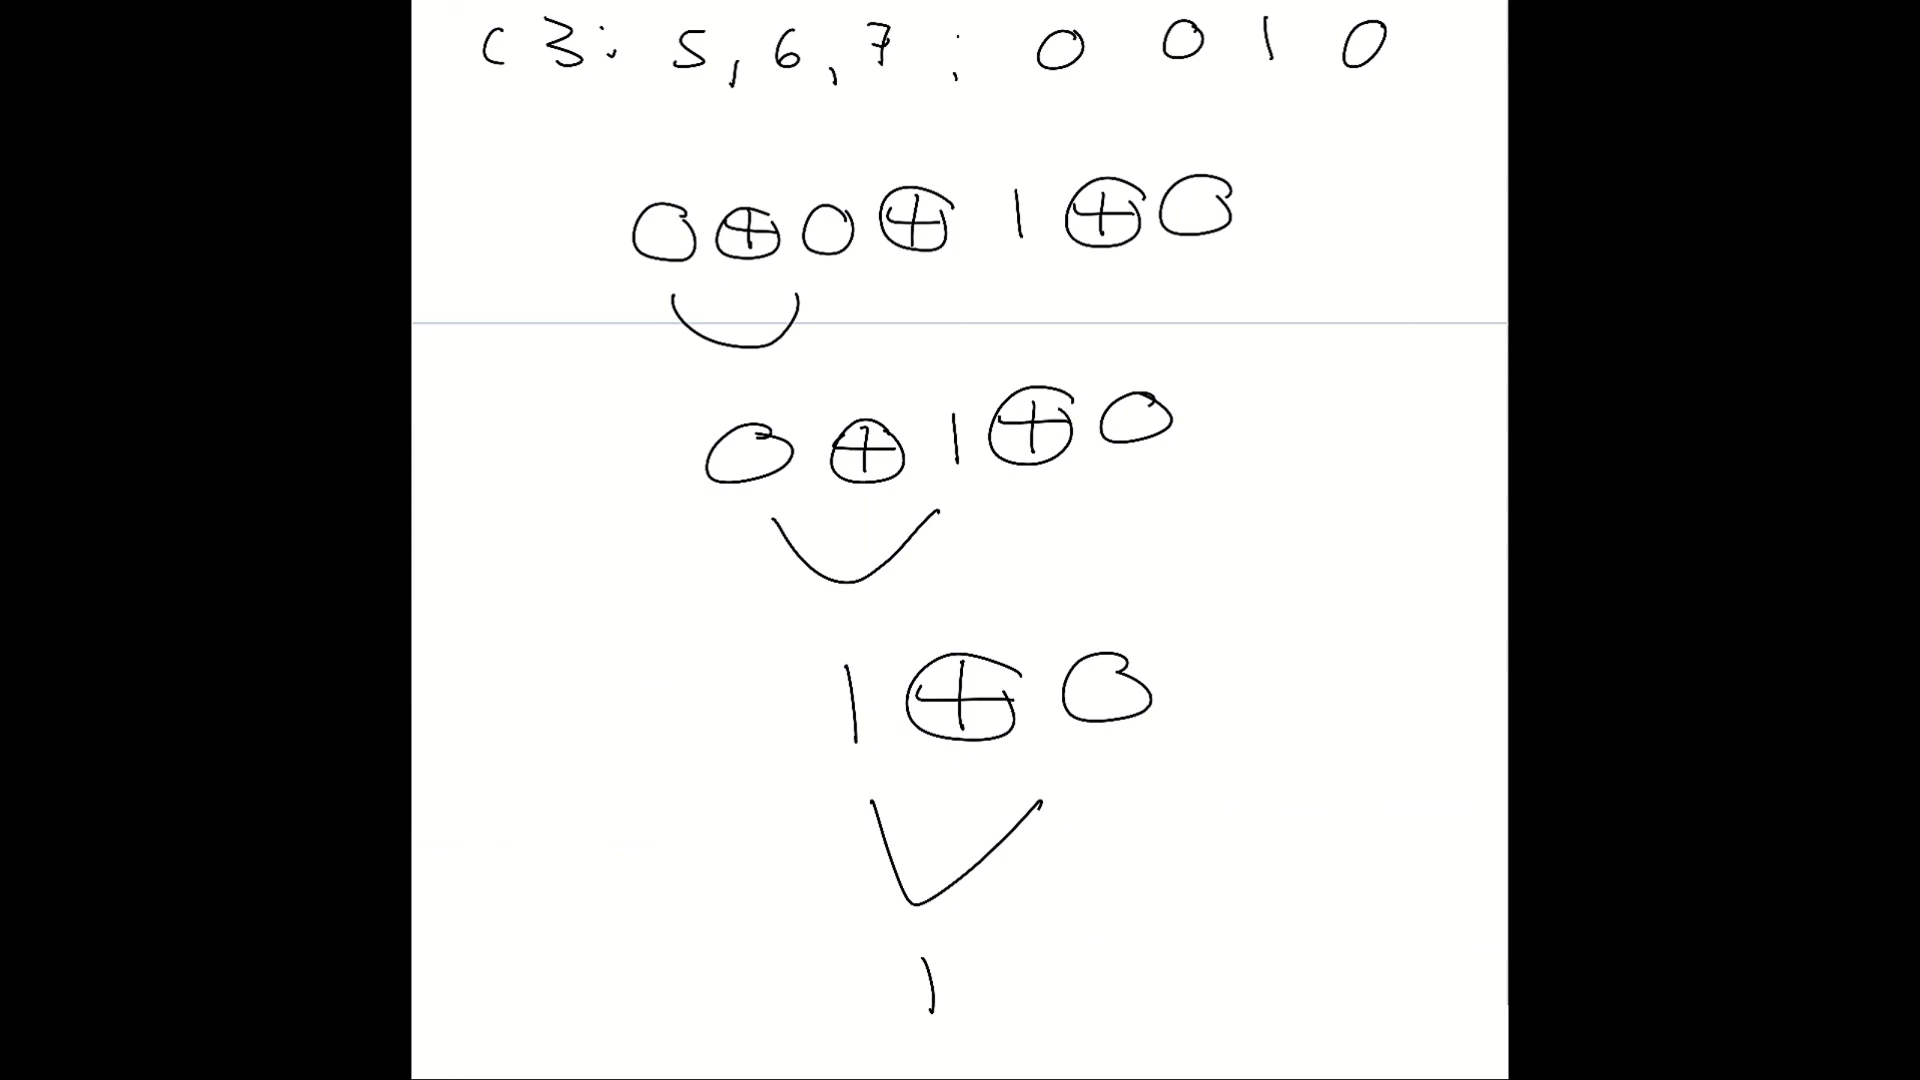 C3: 5, 6, 7 : 0 0 1 0
0 ⊕ 0 ⊕ 1 ⊕ 0
0 ⊕ 1 ⊕ 0
1 ⊕ 0
1